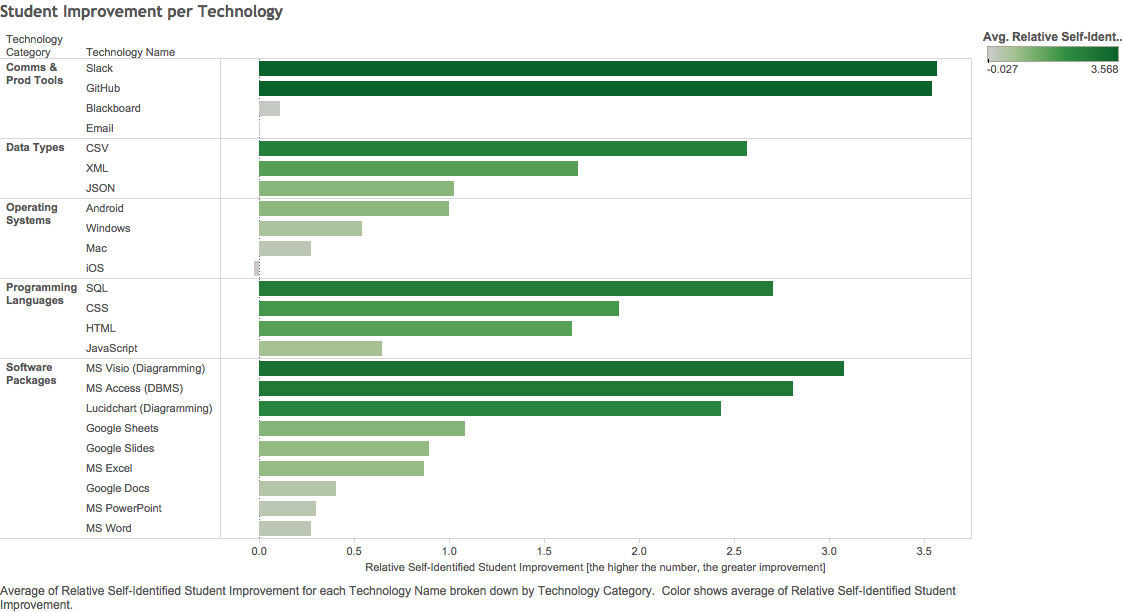 Student Improvement per Technology
Avg. Relative Self-Ident..
-0.027 3.568
Technology
Category Technology Name
Comms & Slack
Prod Tools GitHub
Blackboard
Email
Data Types CSV
XML
JSON
Operating Android
Systems Windows
Mac
iOS
Programming SQL
Languages CSS
HTML
JavaScript
Software MS Visio (Diagramming)
Packages MS Access (DBMS)
Lucidchart (Diagramming)
Google Sheets
Google Slides
MS Excel
Google Docs
MS PowerPoint
MS Word
0.0 0.5 1.0 1.5 2.0 2.5 3.0 3.5
Relative Self-Identified Student Improvement [the higher the number, the greater improvement]
Average of Relative Self-Identified Student Improvement for each Technology Name broken down by Technology Category. Color shows average of Relative Self-Identified Student
Improvement.